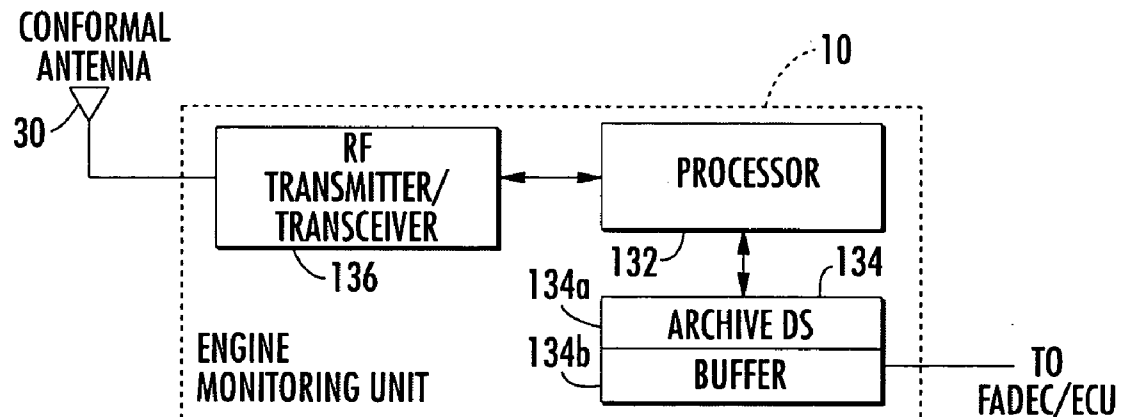 CONFORMAL
ANTENNA
30
10
RF
TRANSMITTER/
TRANSCEIVER
136
PROCESSOR
132
134
134a
ARCHIVE DS
134b
BUFFER
ENGINE
MONITORING UNIT
TO
FADEC/ECU